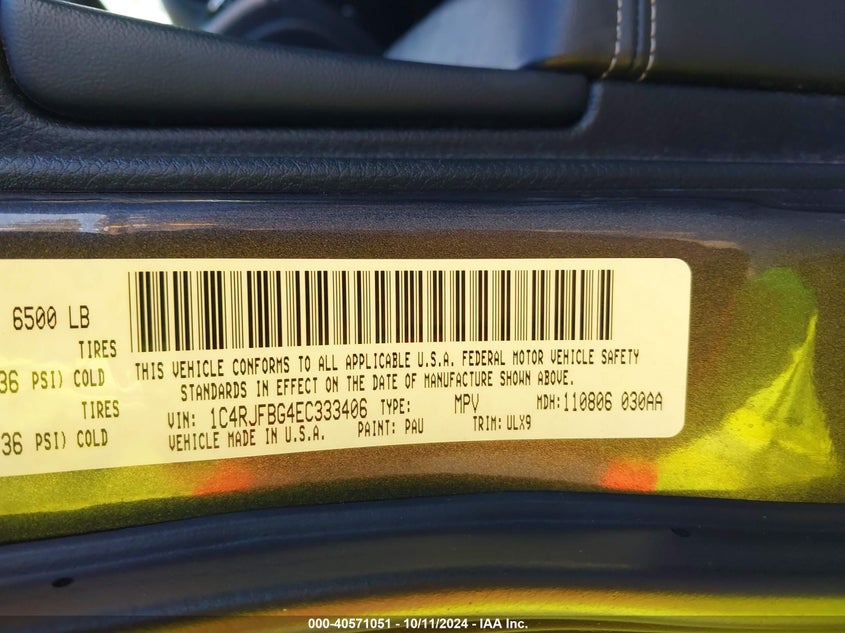 6500 LB
TIRES
36 PSI) COLD
TIRES
36 PSI) COLD
THIS VEHICLE CONFORMS TO ALL APPLICABLE U.S.A. FEDERAL MOTOR VEHICLE SAFETY
STANDARDS IN EFFECT ON THE DATE OF MANUFACTURE SHOWN ABOVE.
VIN: 1C4RJFBG4EC333406 TYPE: MPV MDH: 110806 030AA
VEHICLE MADE IN U.S.A. PAINT: PAU TRIM: ULX9
000-40571051 - 10/11/2024 - IAA Inc.